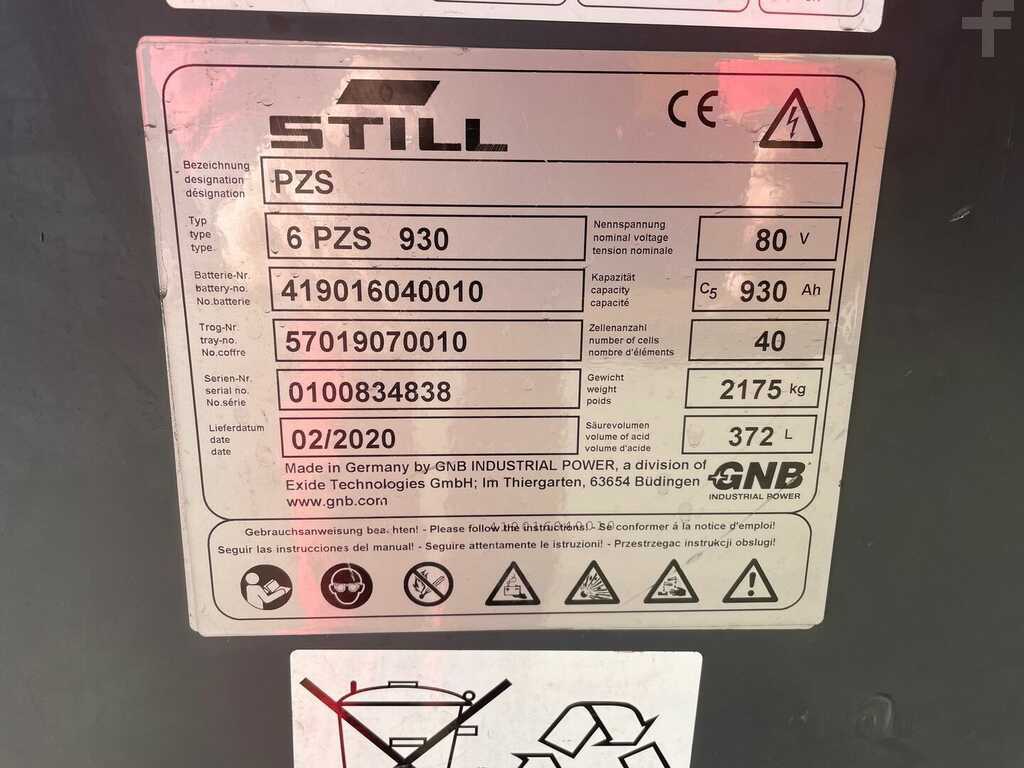 STILL
CE
Bezeichnung
designation
désignation
PZS
Typ
type
type.
6 PZS 930
Nennspannung
nominal voltage
tension nominale
80 V
Batterie-Nr.
battery-no.
No.batterie
419016040010
Kapazität
capacity
capacité
C5 930 Ah
Trog-Nr.
tray-no.
No.coffre
57019070010
Zellenanzahl
number of cells
nombre d'éléments
40
Serien-Nr.
serial no.
No.série
0100834838
Gewicht
weight
poids
2175 kg
Lieferdatum
date
date
02/2020
Säurevolumen
volume of acid
volume d'acide
372 L
Made in Germany by GNB INDUSTRIAL POWER, a division of
Exide Technologies GmbH; Im Thiergarten, 63654 Büdingen
www.gnb.com
GNB
INDUSTRIAL POWER
Gebrauchsanweisung beachten! - Please follow the instructions! - Se conformer à la notice d'emploi!
Seguir las instrucciones del manual! - Seguire attentamente le istruzioni! - Przestrzegac instrukcji obslugi!